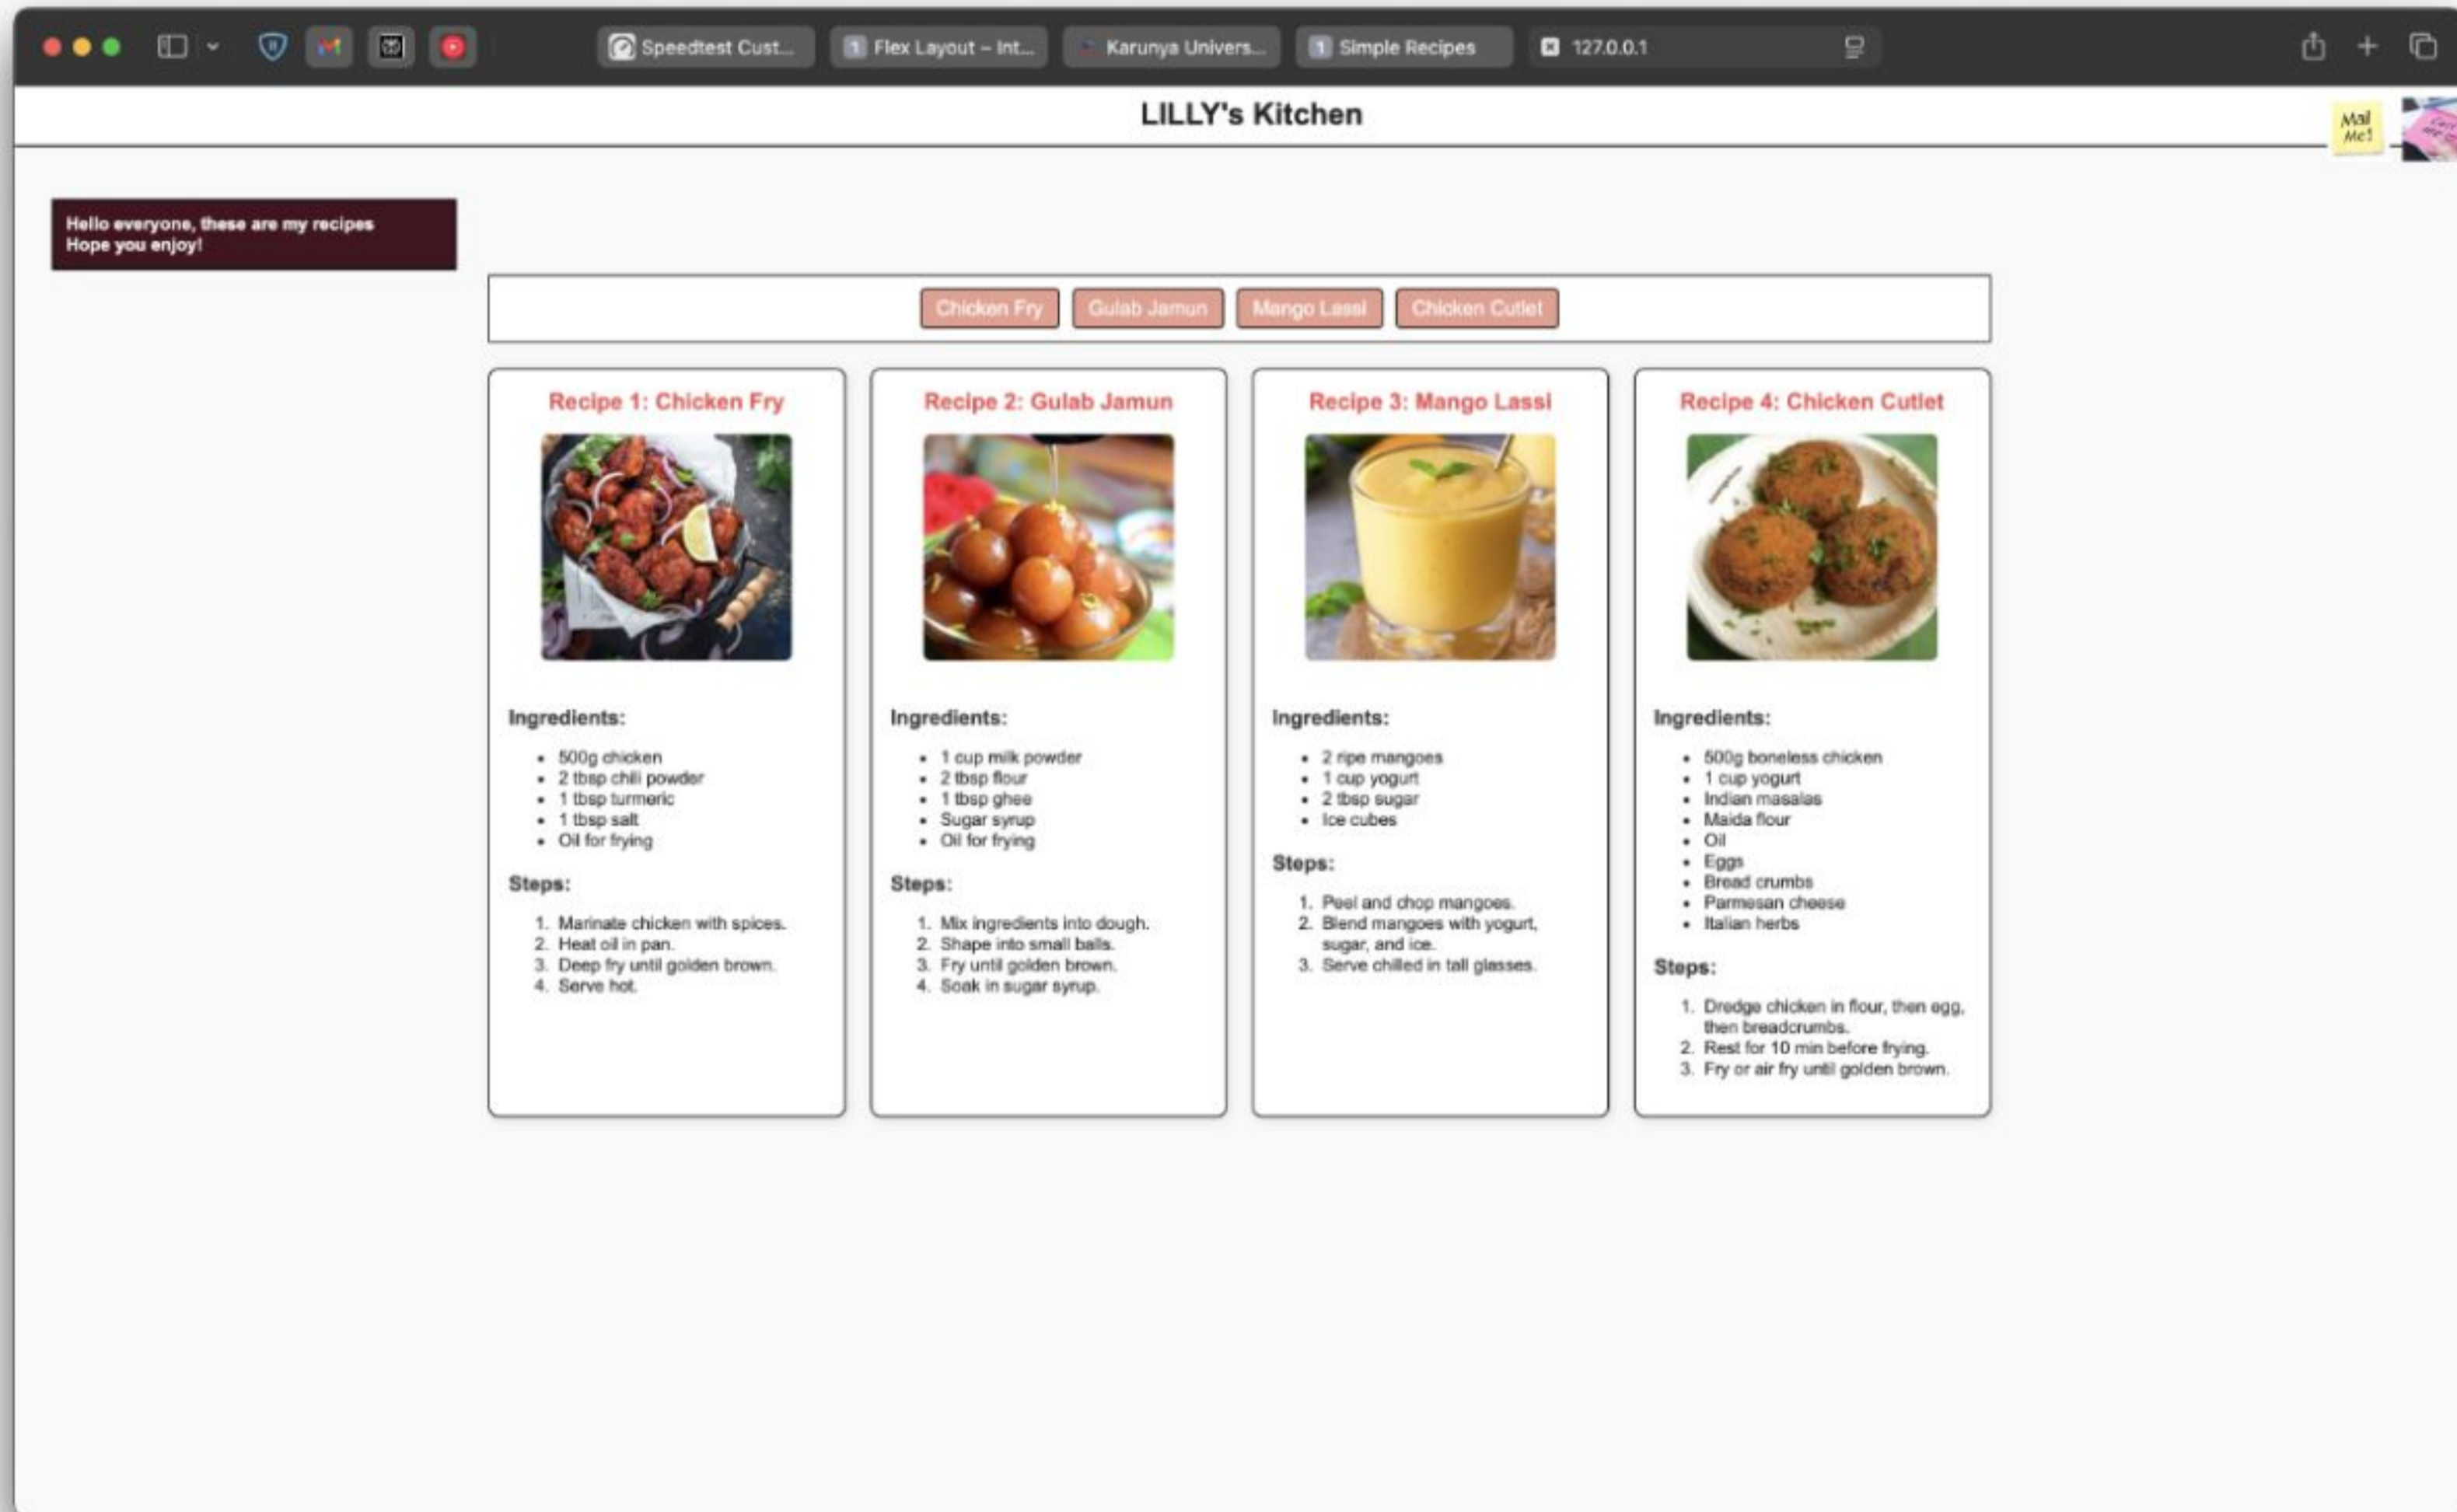 Speedtest Cust...
1 Flex Layout – Int...
Karunya Univers...
1 Simple Recipes
127.0.0.1
LILLY's Kitchen
Mail
Me!
Hello everyone, these are my recipes
Hope you enjoy!
Chicken Fry
Gulab Jamun
Mango Lassi
Chicken Cutlet
Recipe 1: Chicken Fry
Ingredients:
• 500g chicken
• 2 tbsp chili powder
• 1 tbsp turmeric
• 1 tbsp salt
• Oil for frying
Steps:
1. Marinate chicken with spices.
2. Heat oil in pan.
3. Deep fry until golden brown.
4. Serve hot.
Recipe 2: Gulab Jamun
Ingredients:
• 1 cup milk powder
• 2 tbsp flour
• 1 tbsp ghee
• Sugar syrup
• Oil for frying
Steps:
1. Mix ingredients into dough.
2. Shape into small balls.
3. Fry until golden brown.
4. Soak in sugar syrup.
Recipe 3: Mango Lassi
Ingredients:
• 2 ripe mangoes
• 1 cup yogurt
• 2 tbsp sugar
• Ice cubes
Steps:
1. Peel and chop mangoes.
2. Blend mangoes with yogurt,
sugar, and ice.
3. Serve chilled in tall glasses.
Recipe 4: Chicken Cutlet
Ingredients:
• 500g boneless chicken
• 1 cup yogurt
• Indian masalas
• Maida flour
• Oil
• Eggs
• Bread crumbs
• Parmesan cheese
• Italian herbs
Steps:
1. Dredge chicken in flour, then egg,
then breadcrumbs.
2. Rest for 10 min before frying.
3. Fry or air fry until golden brown.